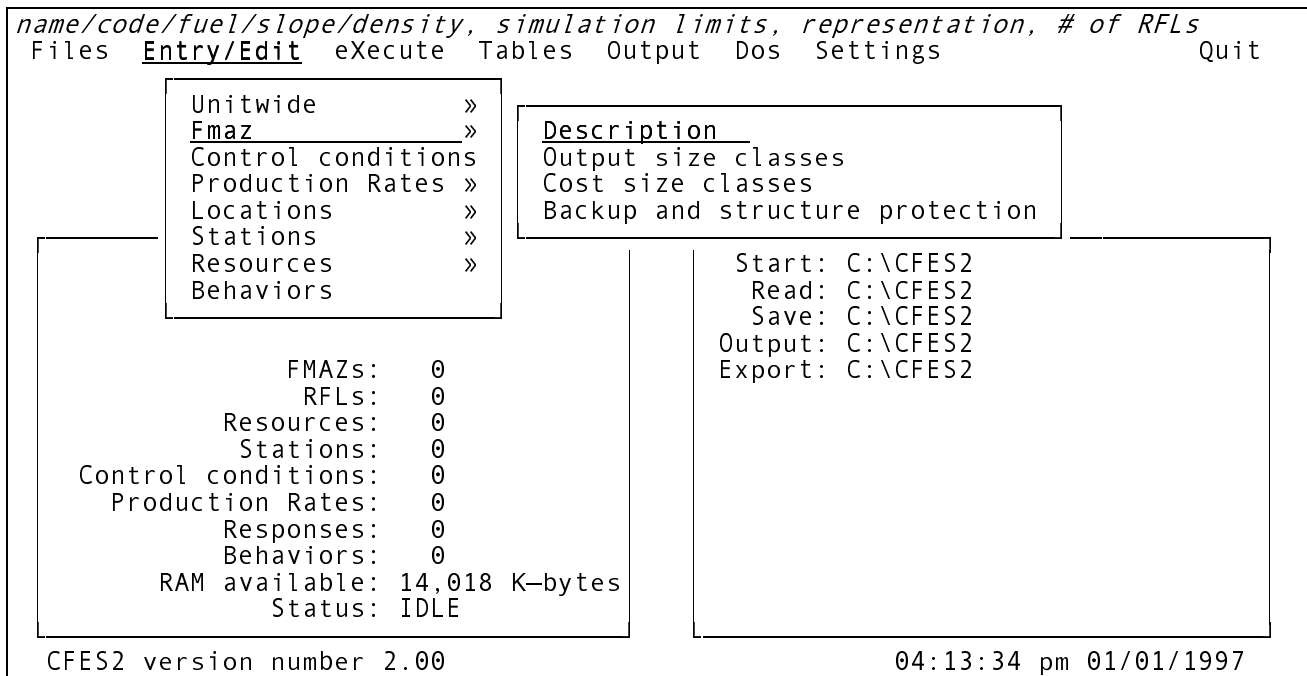 name/code/fuel/slope/density, simulation limits, representation, # of RFLs
Files Entry/Edit eXecute Tables Output Dos Settings Quit
Unitwide »
Fmaz »
Control conditions
Production Rates »
Locations »
Stations »
Resources »
Behaviors
Description
Output size classes
Cost size classes
Backup and structure protection
FMAZs: 0
RFLs: 0
Resources: 0
Stations: 0
Control conditions: 0
Production Rates: 0
Responses: 0
Behaviors: 0
RAM available: 14,018 K—bytes
Status: IDLE
Start: C:\CFES2
Read: C:\CFES2
Save: C:\CFES2
Output: C:\CFES2
Export: C:\CFES2
CFES2 version number 2.00 04:13:34 pm 01/01/1997